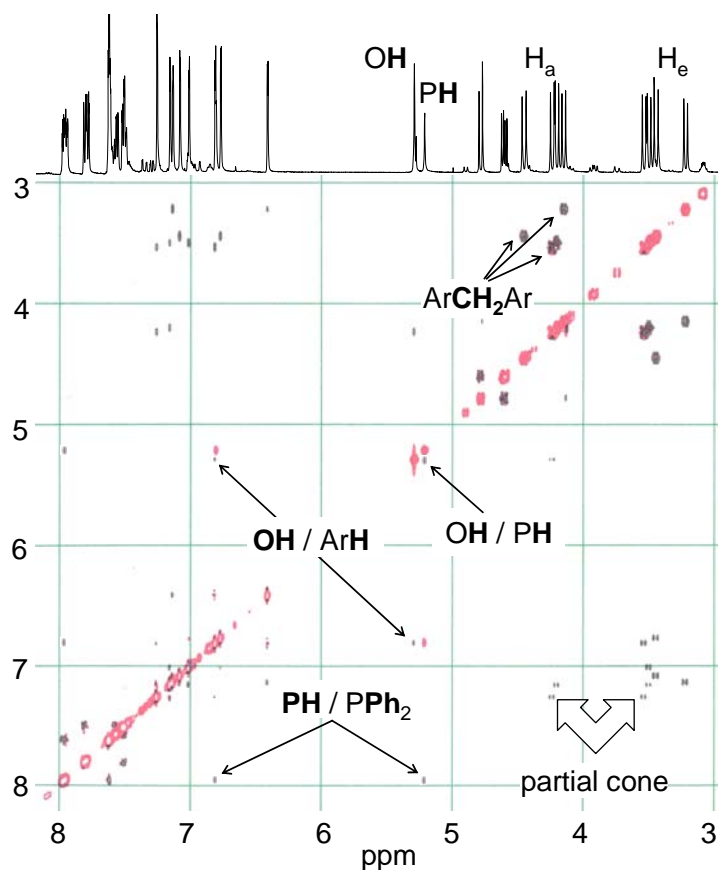 OH
PH
Ha
He
3
ArCH2Ar
4
5
OH / ArH
OH / PH
6
7
PH / PPh2
partial cone
8
8 7 6 5 4 3
ppm